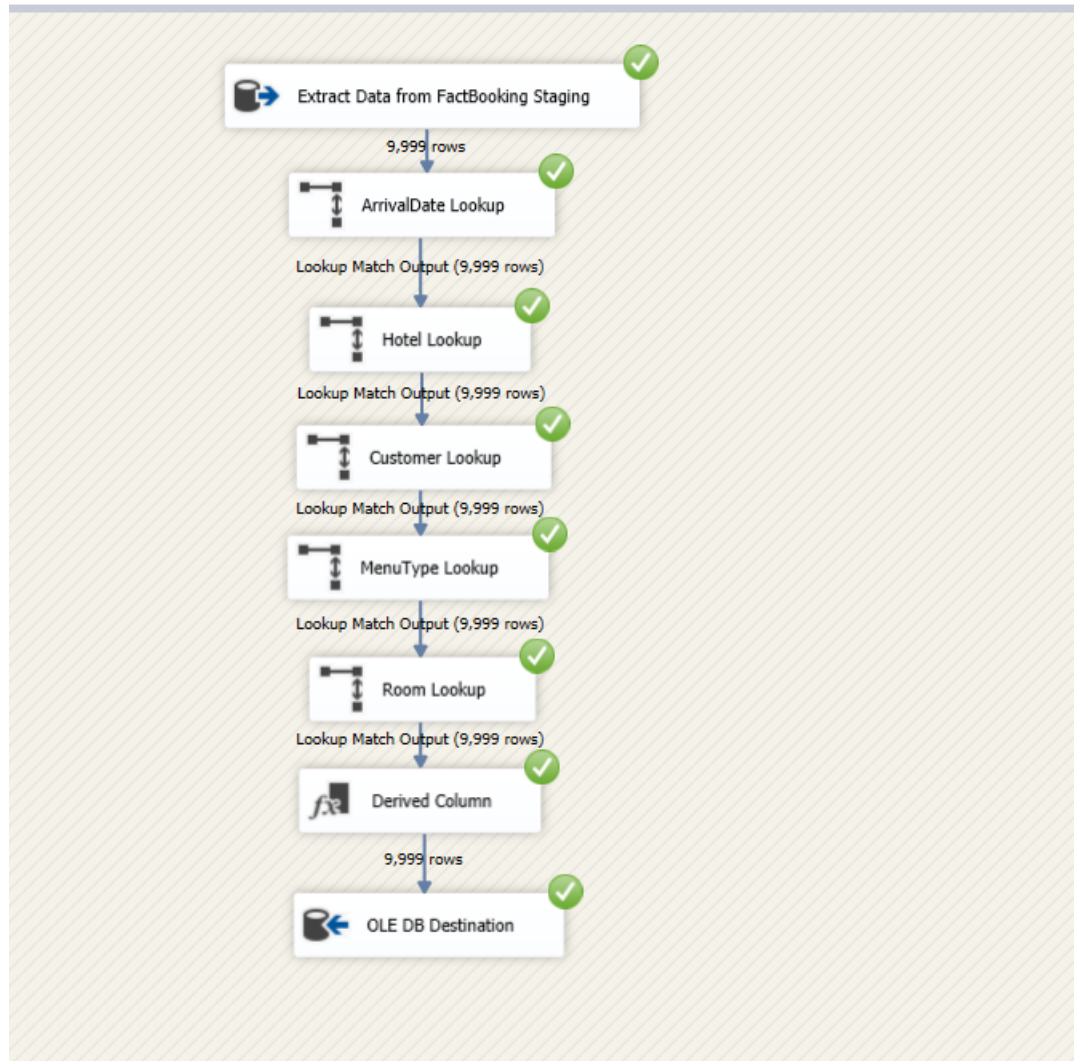 Extract Data from FactBooking Staging
9,999 rows
ArrivalDate Lookup
Lookup Match Output (9,999 rows)
Hotel Lookup
Lookup Match Output (9,999 rows)
Customer Lookup
Lookup Match Output (9,999 rows)
MenuType Lookup
Lookup Match Output (9,999 rows)
Room Lookup
Lookup Match Output (9,999 rows)
fx Derived Column
9,999 rows
OLE DB Destination